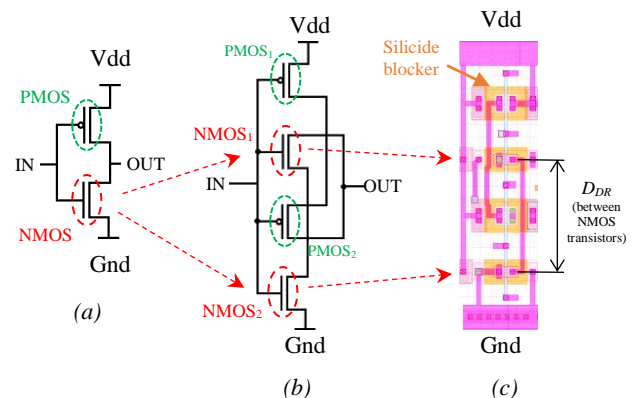 Vdd
PMOS
IN
OUT
NMOS
Gnd
(a)
Vdd
PMOS₁
NMOS₁
IN
OUT
PMOS₂
NMOS₂
Gnd
(b)
Vdd
Silicide
blocker
D_DR
(between
NMOS
transistors)
Gnd
(c)